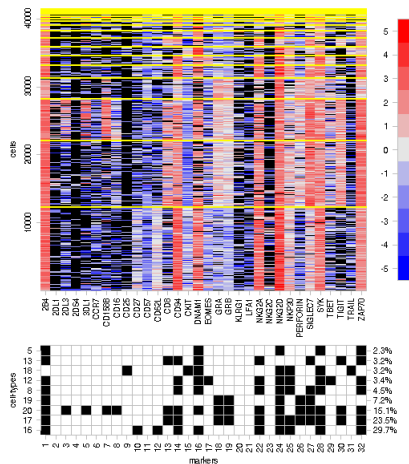 40000
30000
20000
10000
cells
5
4
3
2
1
0
-1
-2
-3
-4
-5
2B4
2DL1
2DL3
2DS4
3DL1
CCR7
CD158B
CD16
CD25
CD27
CD57
CD62L
CD8
CD94
CKIT
DNAM1
EOMES
GRA
GRB
KLRG1
LFA1
NKG2A
NKG2C
NKG2D
NKP30
PERFORIN
SIGLEC7
SYK
TBET
TIGIT
TRAIL
ZAP70
cell-types
5 2.3%
13 3.2%
18 3.2%
12 3.4%
8 4.5%
19 7.2%
20 15.1%
17 23.5%
16 29.7%
1 2 3 4 5 6 7 8 9 10 11 12 13 14 15 16 17 18 19 20 21 22 23 24 25 26 27 28 29 30 31 32
markers